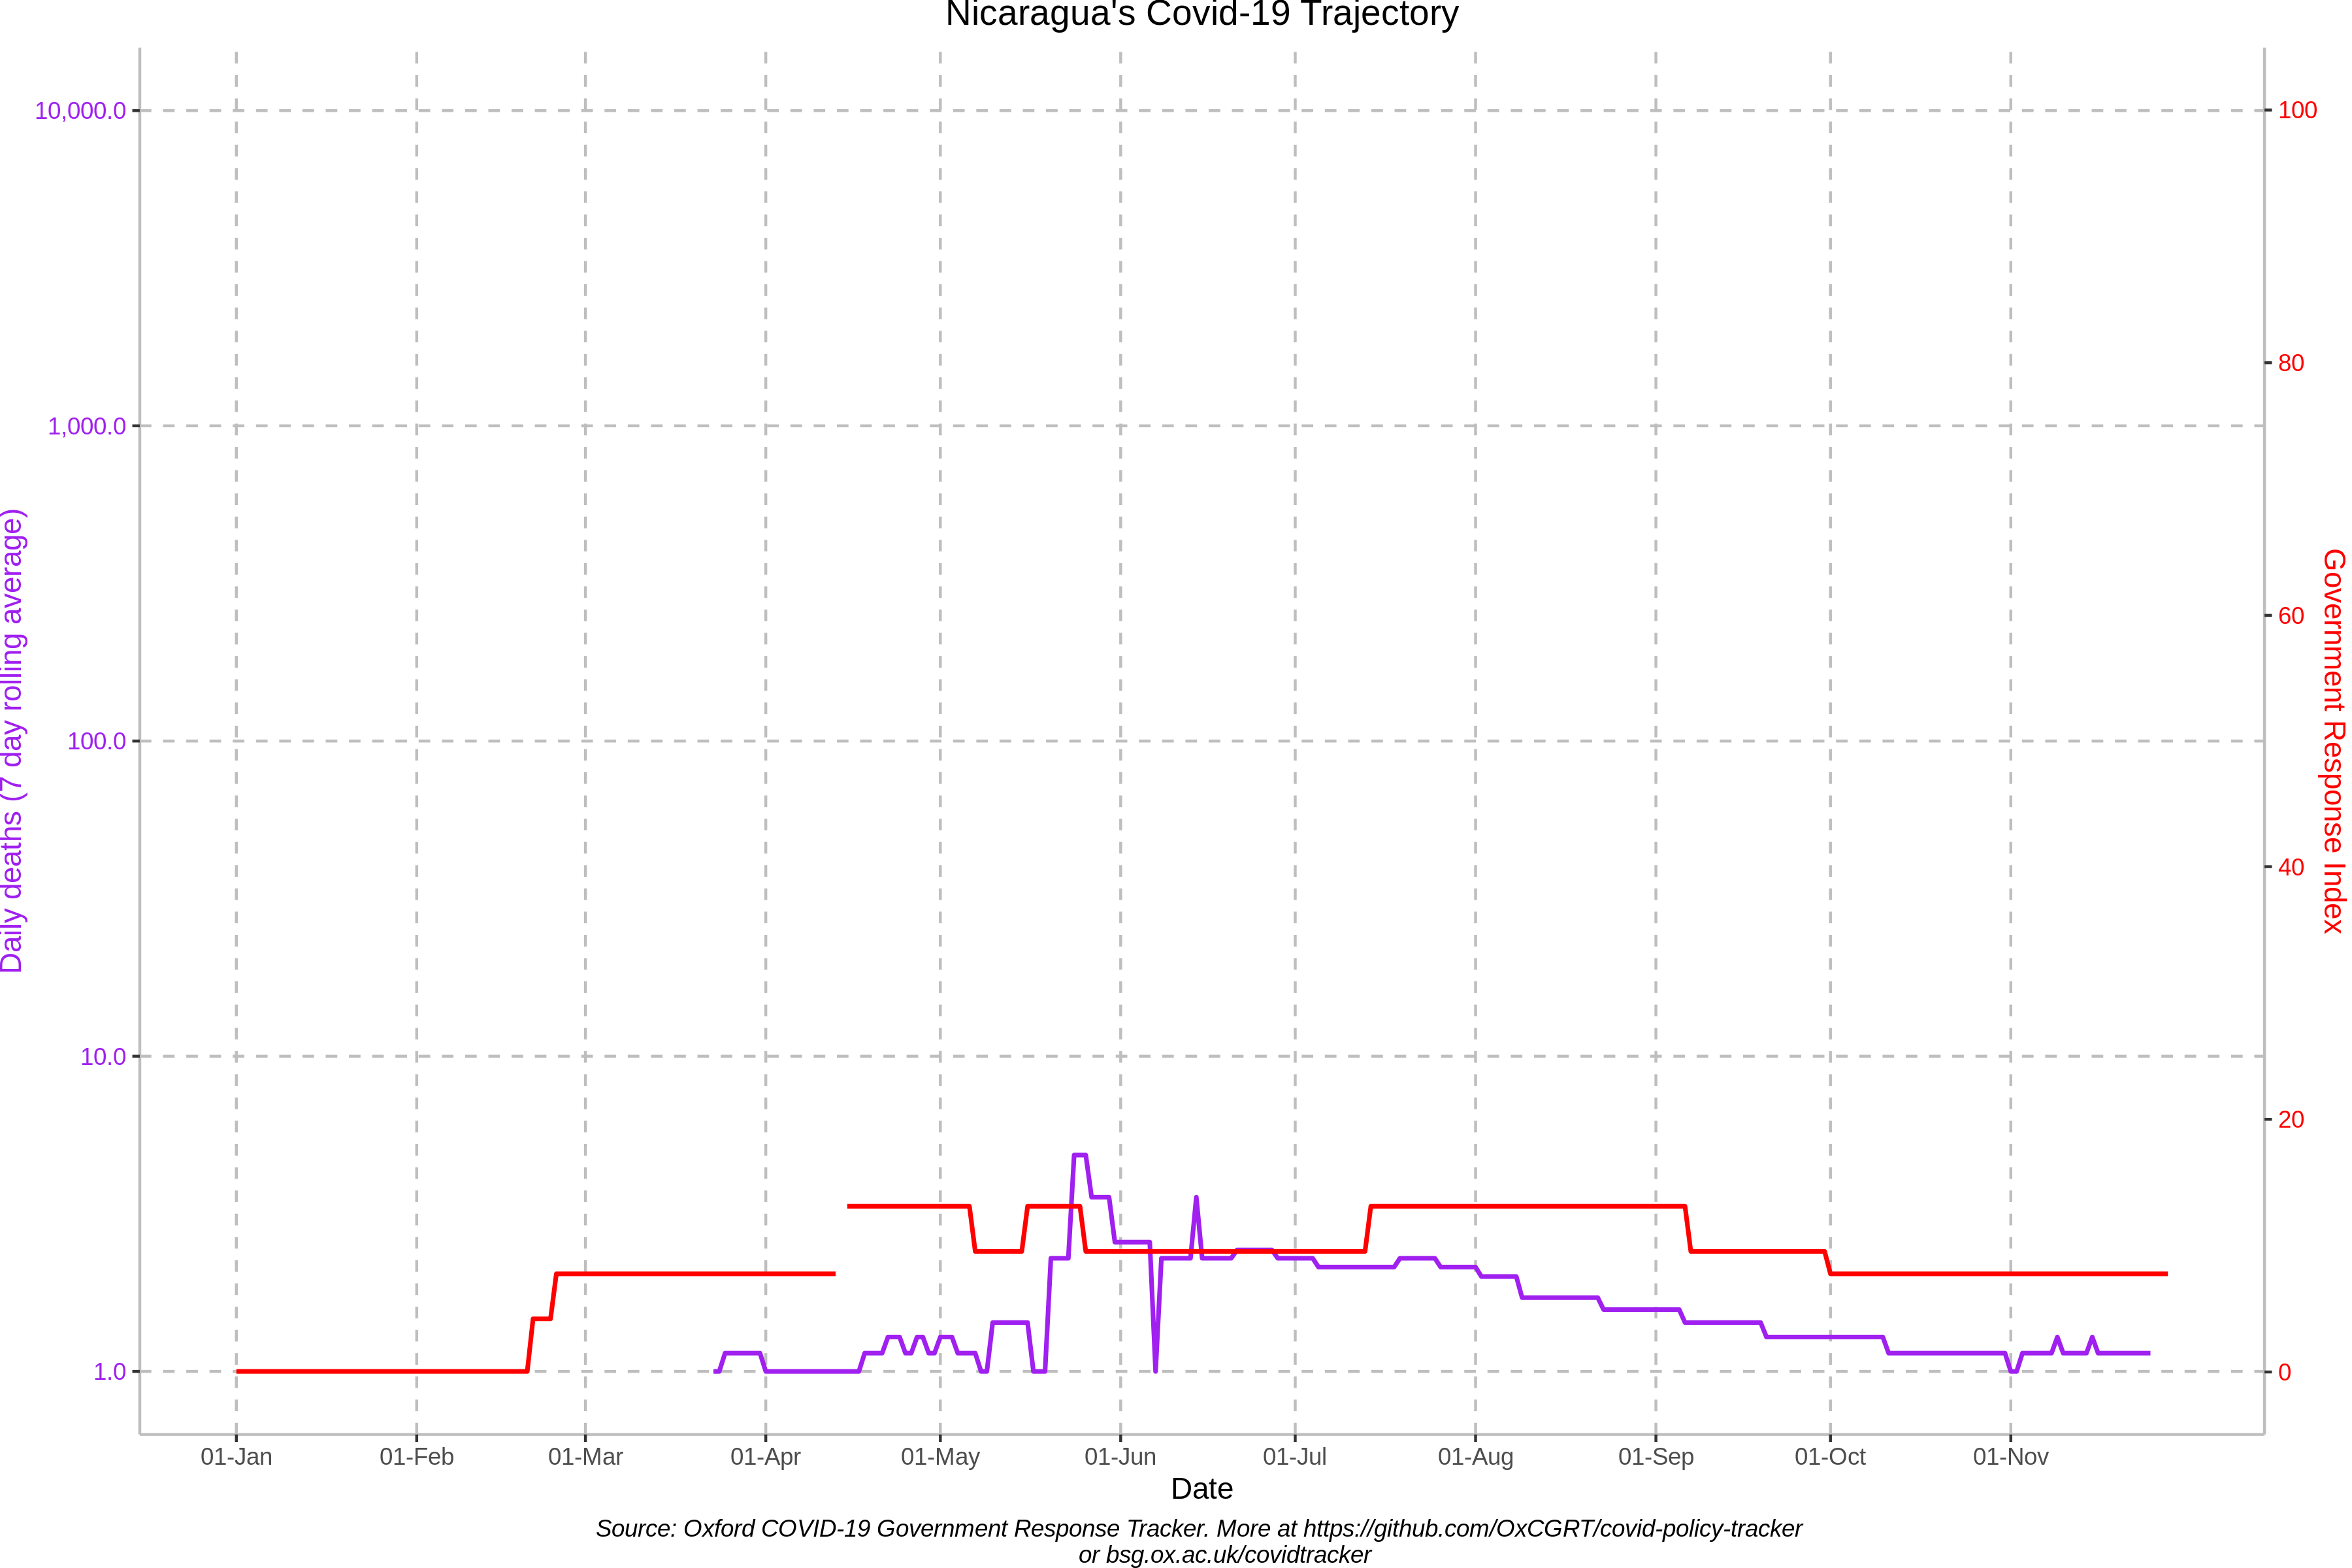 Nicaragua's Covid-19 Trajectory
10,000.0
1,000.0
100.0
10.0
1.0
Daily deaths (7 day rolling average)
100
80
60
40
20
0
Government Response Index
01-Jan
01-Feb
01-Mar
01-Apr
01-May
01-Jun
01-Jul
01-Aug
01-Sep
01-Oct
01-Nov
Date
Source: Oxford COVID-19 Government Response Tracker. More at https://github.com/OxCGRT/covid-policy-tracker
or bsg.ox.ac.uk/covidtracker